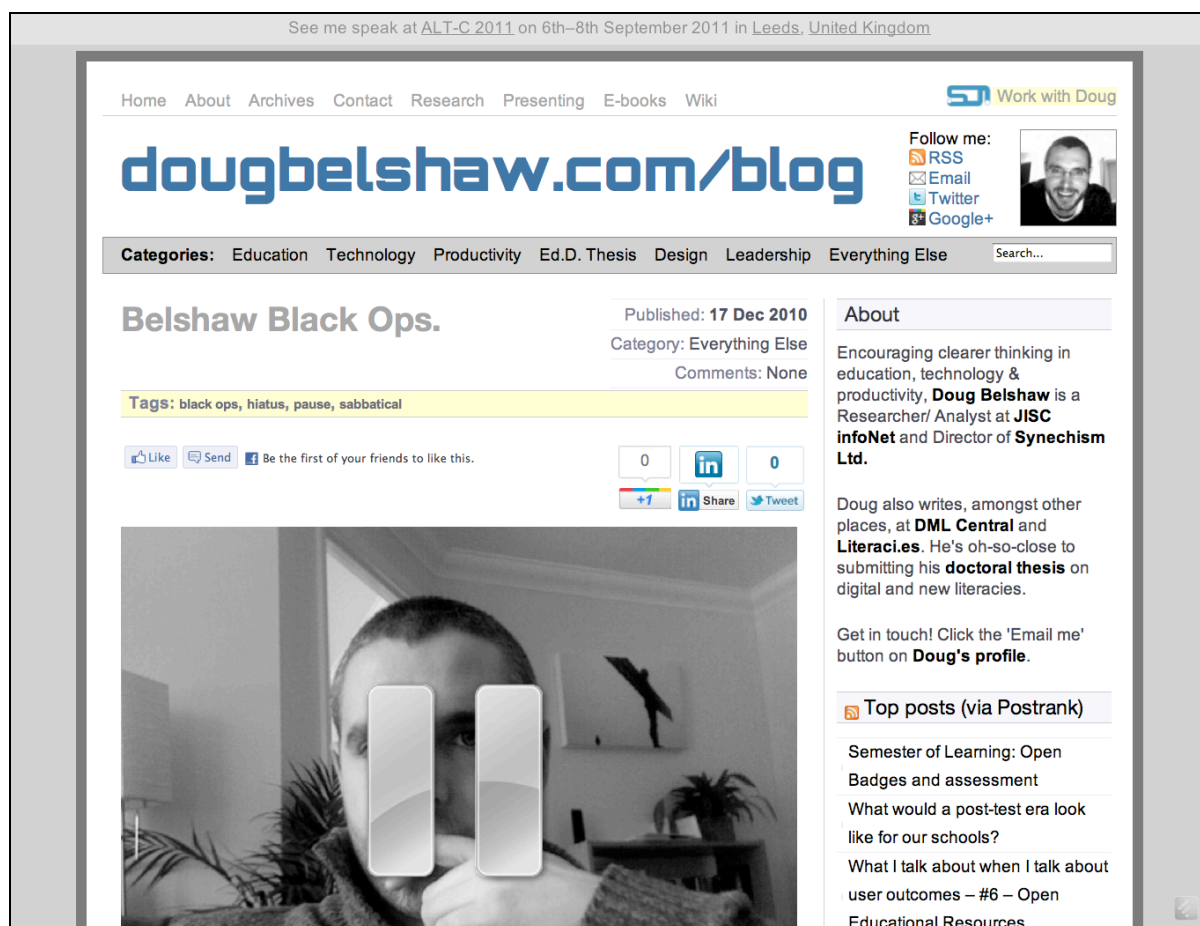 See me speak at ALT-C 2011 on 6th–8th September 2011 in Leeds, United Kingdom
Home About Archives Contact Research Presenting E-books Wiki
Work with Doug
dougbelshaw.com/blog
Follow me:
RSS
Email
Twitter
Google+
Categories: Education Technology Productivity Ed.D. Thesis Design Leadership Everything Else
Search...
Belshaw Black Ops.
Published: 17 Dec 2010
Category: Everything Else
Comments: None
Tags: black ops, hiatus, pause, sabbatical
Like Send Be the first of your friends to like this.
0
+1
in
in Share
0
Tweet
About
Encouraging clearer thinking in
education, technology &
productivity, Doug Belshaw is a
Researcher/ Analyst at JISC
infoNet and Director of Synechism
Ltd.
Doug also writes, amongst other
places, at DML Central and
Literaci.es. He's oh-so-close to
submitting his doctoral thesis on
digital and new literacies.
Get in touch! Click the 'Email me'
button on Doug's profile.
Top posts (via Postrank)
Semester of Learning: Open
Badges and assessment
What would a post-test era look
like for our schools?
What I talk about when I talk about
user outcomes – #6 – Open
Educational Resources